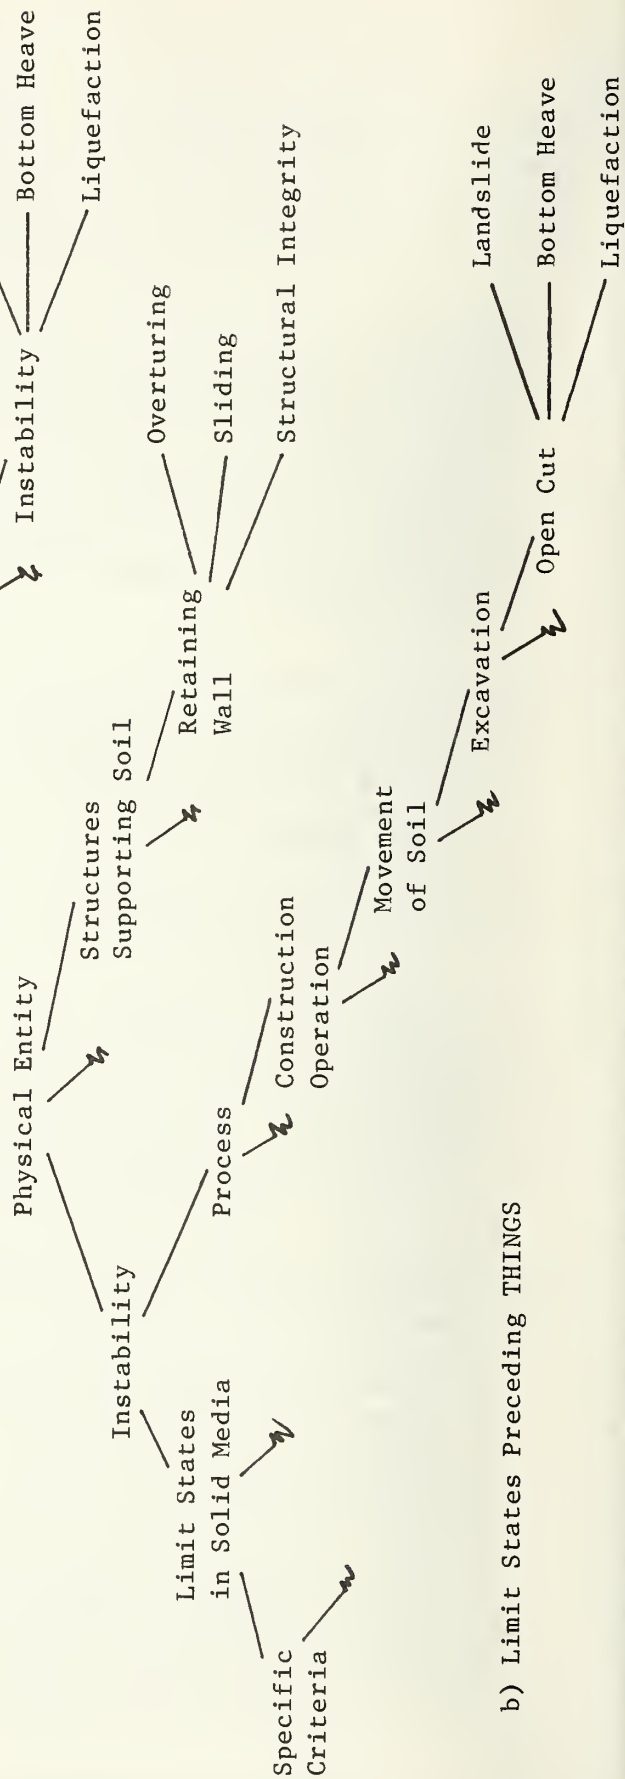 Instability
Bottom Heave
Liquefaction
Physical Entity
Structures
Supporting Soil
Retaining
Wall
Overturing
Sliding
Structural Integrity
Instability
Limit States
in Solid Media
Specific
Criteria
Process
Construction
Operation
Movement
of Soil
Excavation
Open Cut
Landslide
Bottom Heave
Liquefaction
b) Limit States Preceding THINGS